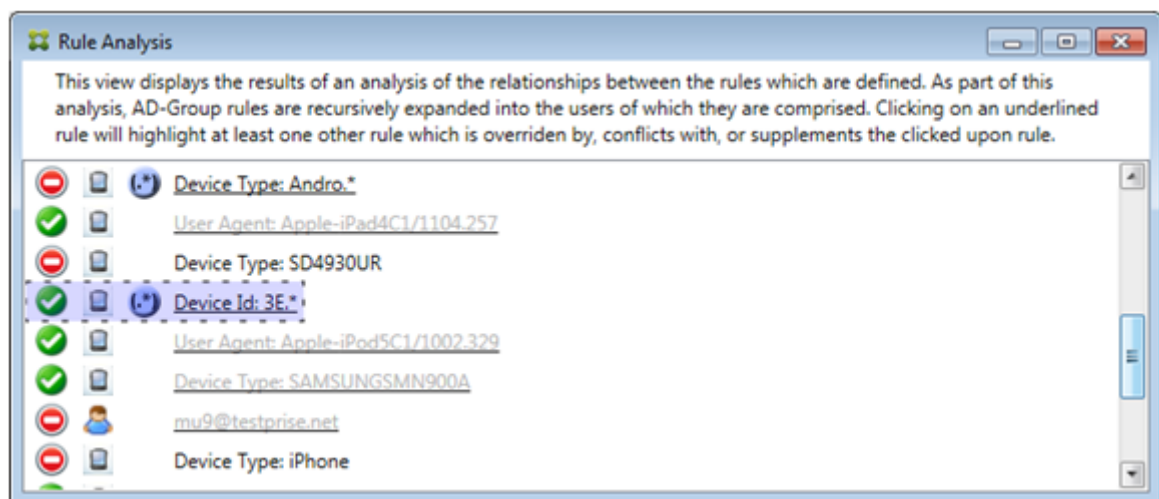 Rule Analysis
This view displays the results of an analysis of the relationships between the rules which are defined. As part of this
analysis, AD-Group rules are recursively expanded into the users of which they are comprised. Clicking on an underlined
rule will highlight at least one other rule which is overriden by, conflicts with, or supplements the clicked upon rule.
(.*) Device Type: Andro.*
User Agent: Apple-iPad4C1/1104.257
Device Type: SD4930UR
(.*) Device Id: 3E.*
User Agent: Apple-iPod5C1/1002.329
Device Type: SAMSUNGSMN900A
mu9@testprise.net
Device Type: iPhone